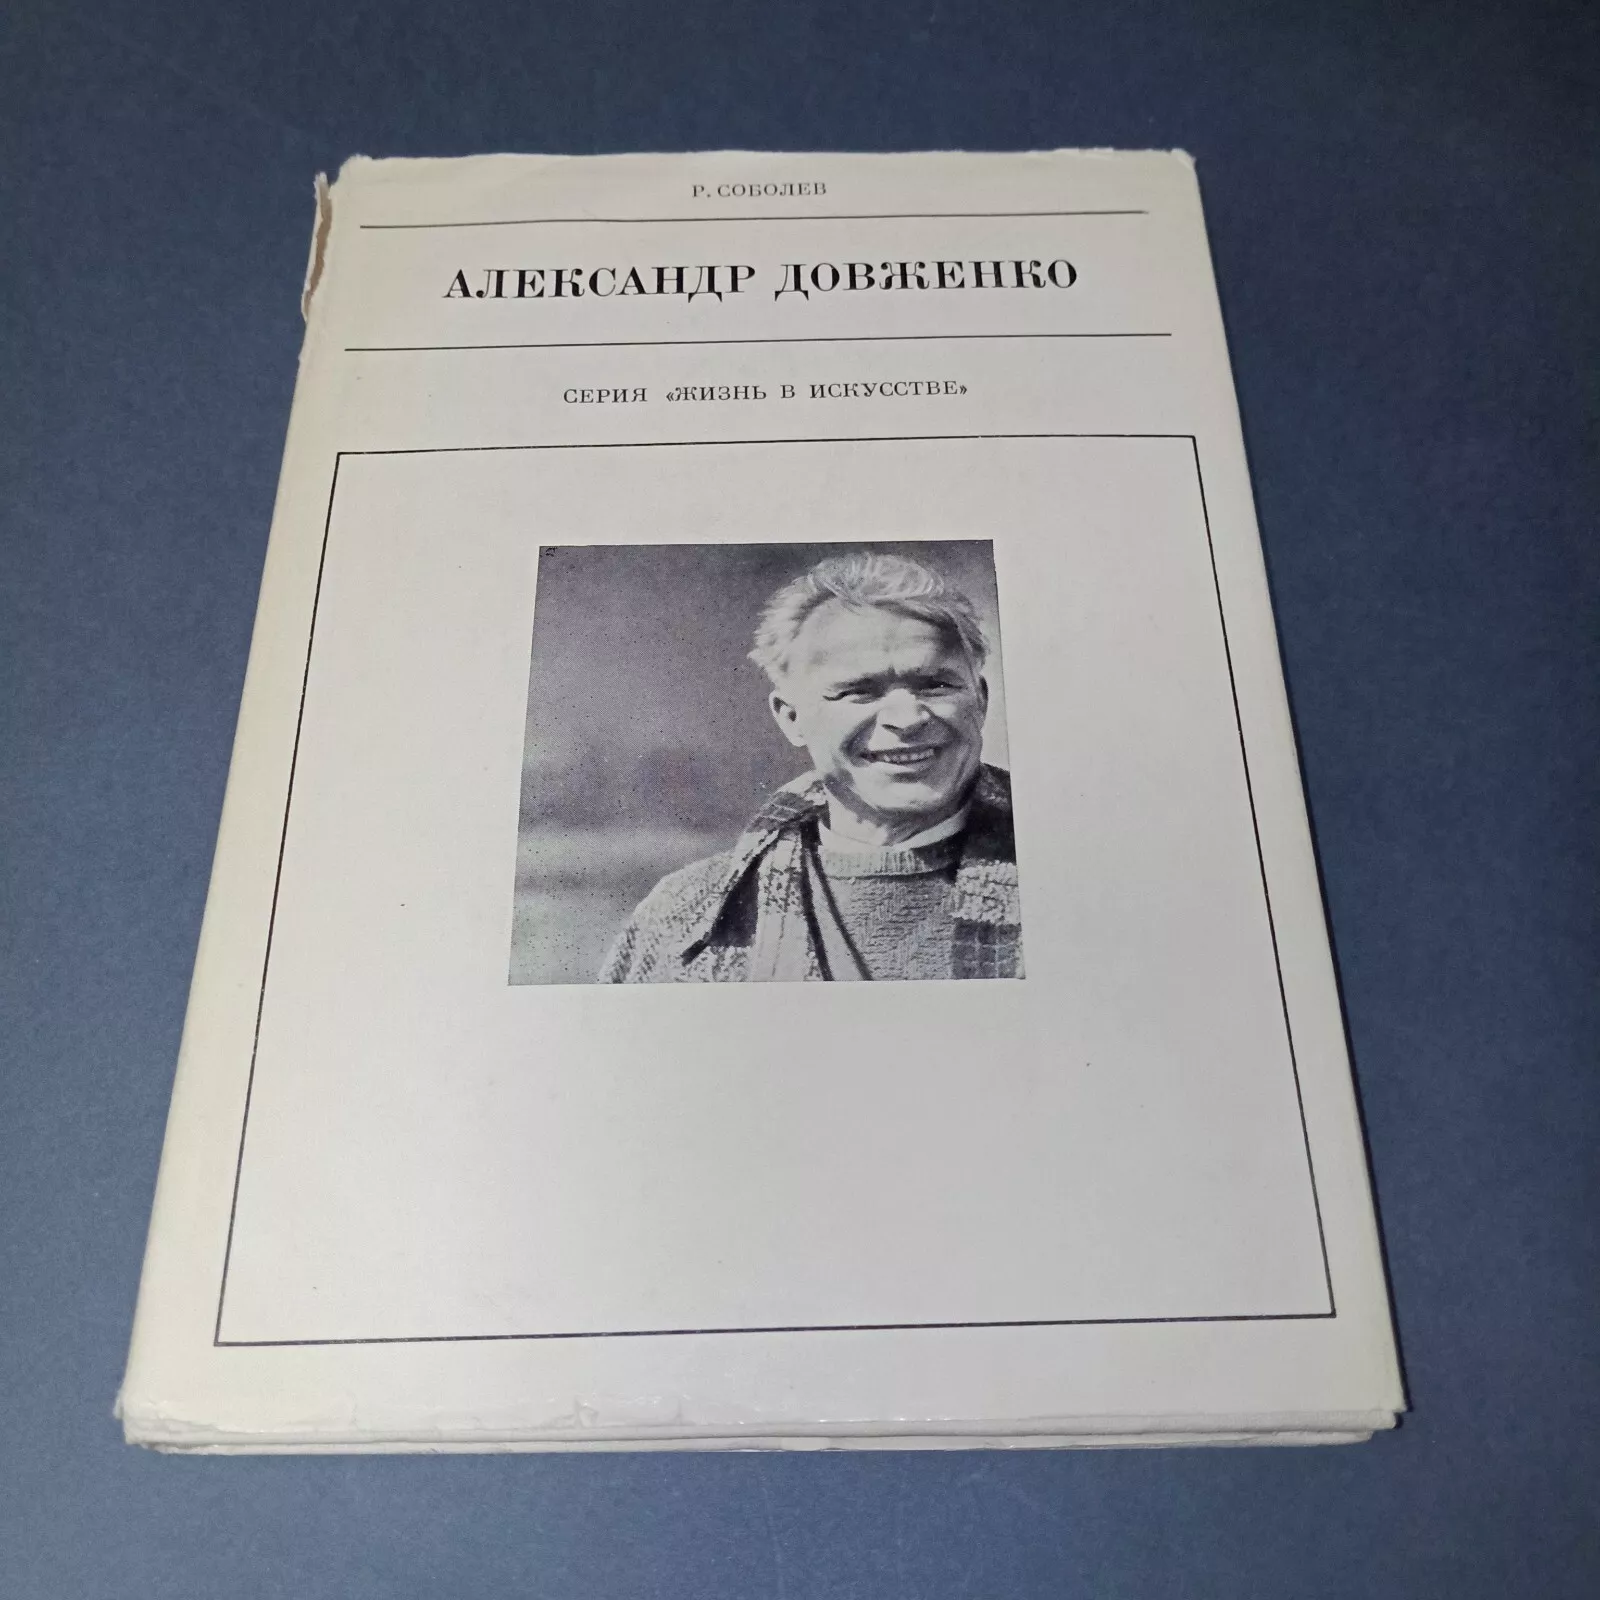 Р. СОБОЛЕВ
АЛЕКСАНДР ДОВЖЕНКО
СЕРИЯ «ЖИЗНЬ В ИСКУССТВЕ»